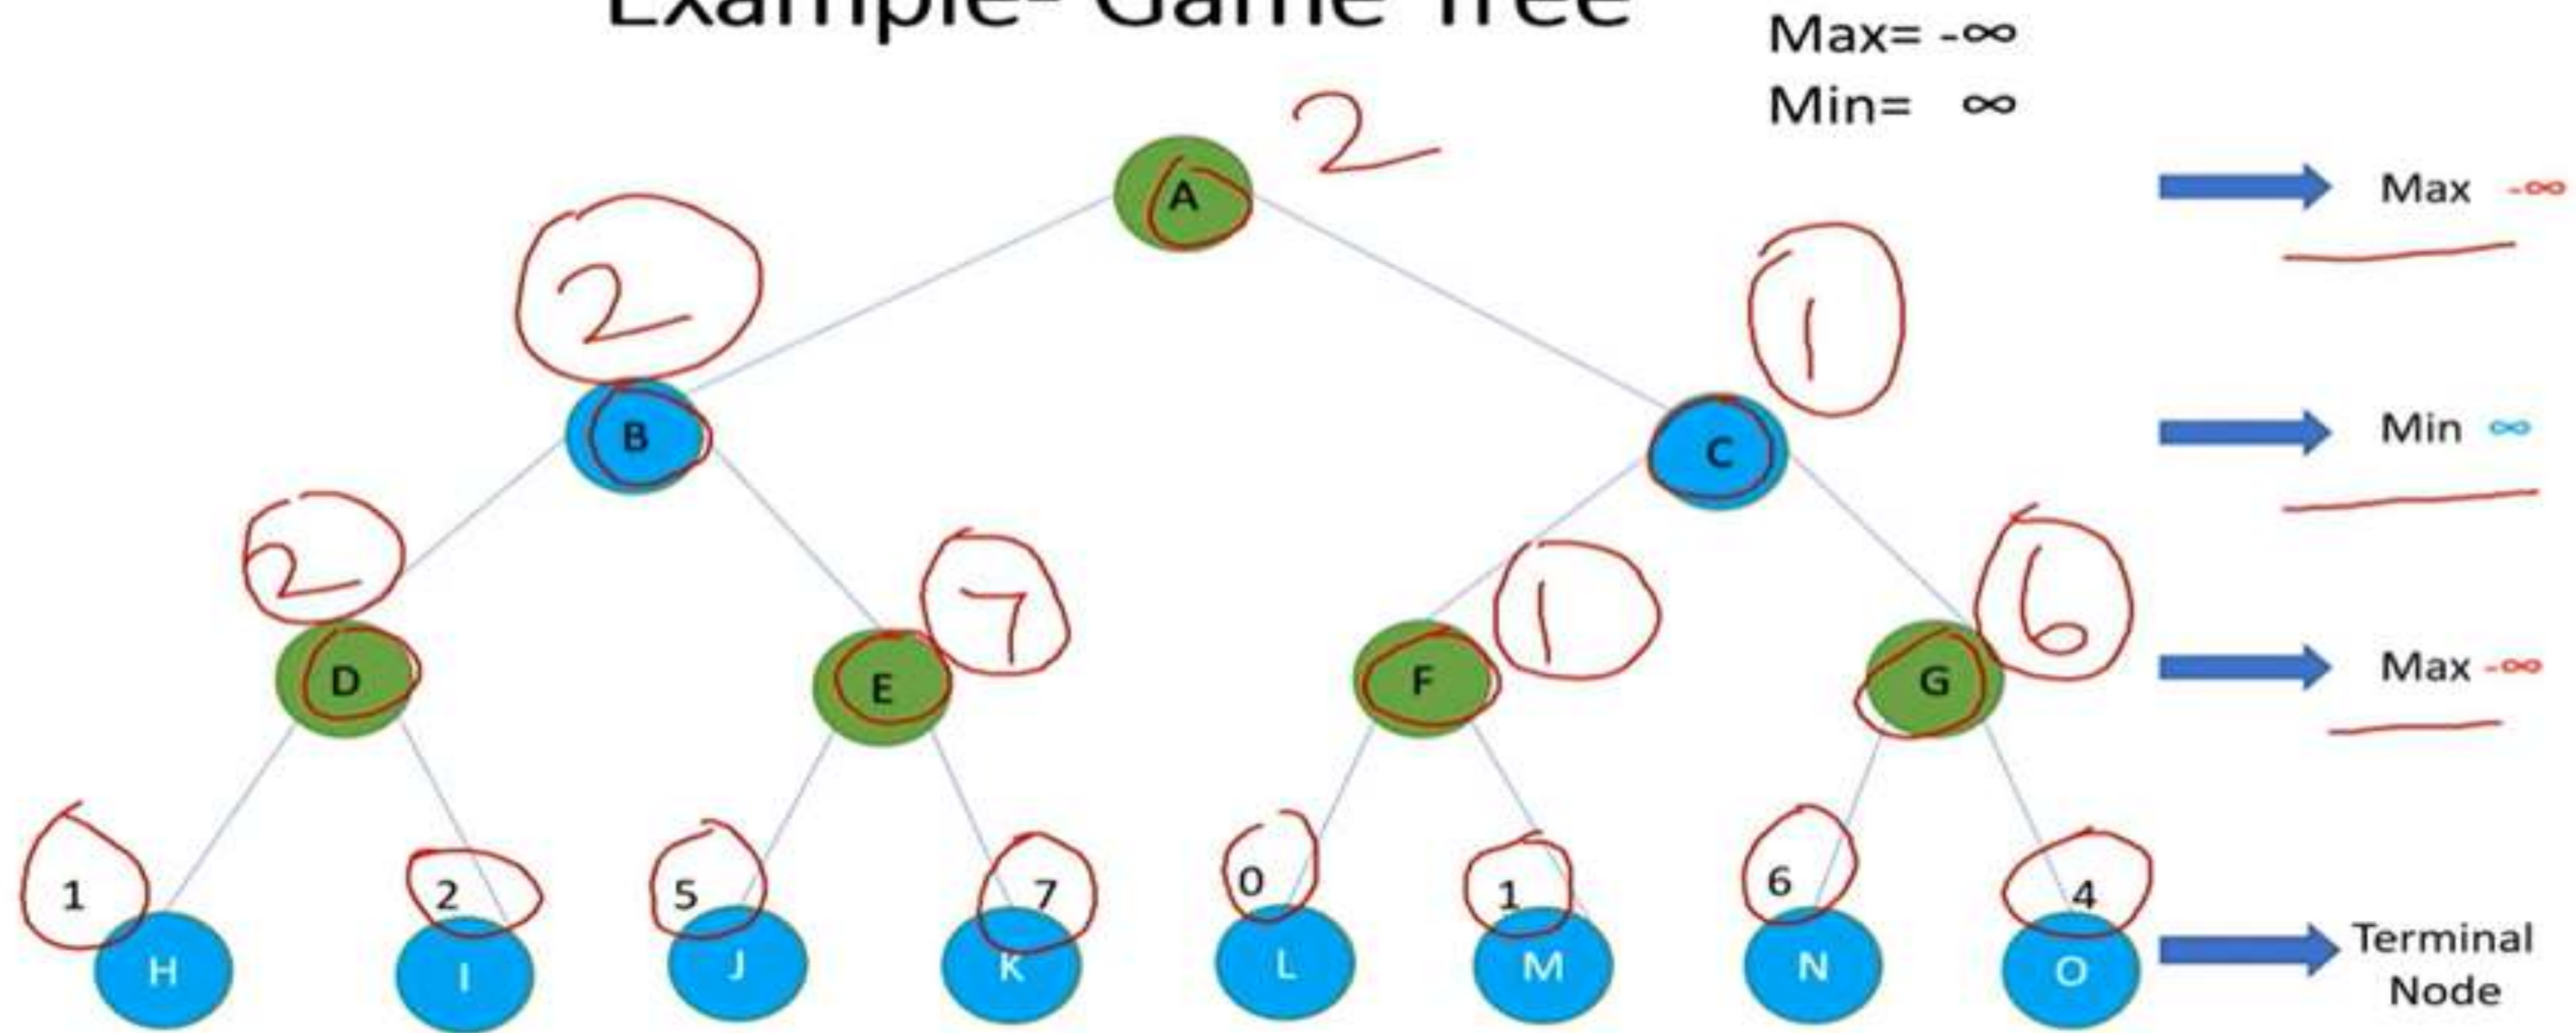 Example- Game Tree
Max= -∞
Min= ∞
2
A
Max -∞
2
1
B
C
Min ∞
2
7
1
6
D
E
F
G
Max -∞
1
2
5
7
0
1
6
4
H
I
J
K
L
M
N
O
Terminal
Node